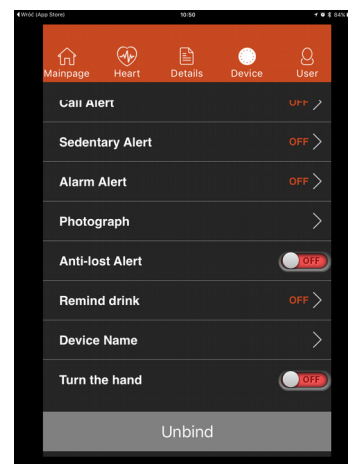 Wróć (App Store) 10:50 84%
Mainpage Heart Details Device User
Call Alert OFF
Sedentary Alert OFF
Alarm Alert OFF
Photograph
Anti-lost Alert OFF
Remind drink OFF
Device Name
Turn the hand OFF
Unbind